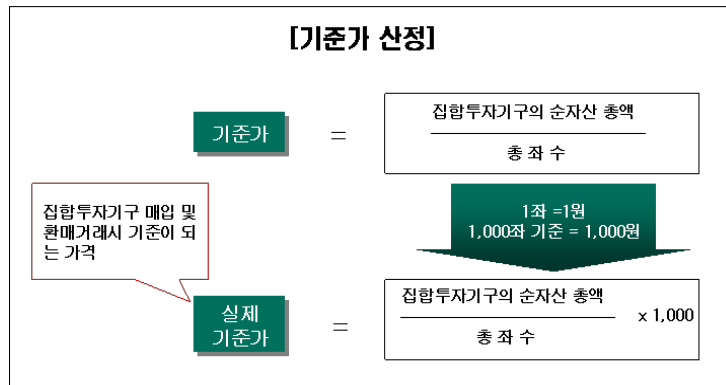 [기준가 산정]
기준가
=
집합투자기구의 순자산 총액
총 좌 수
집합투자기구 매입 및
환매거래시 기준이 되
는 가격
1좌 =1원
1,000좌 기준 = 1,000원
실제
기준가
=
집합투자기구의 순자산 총액
총 좌 수
x 1,000